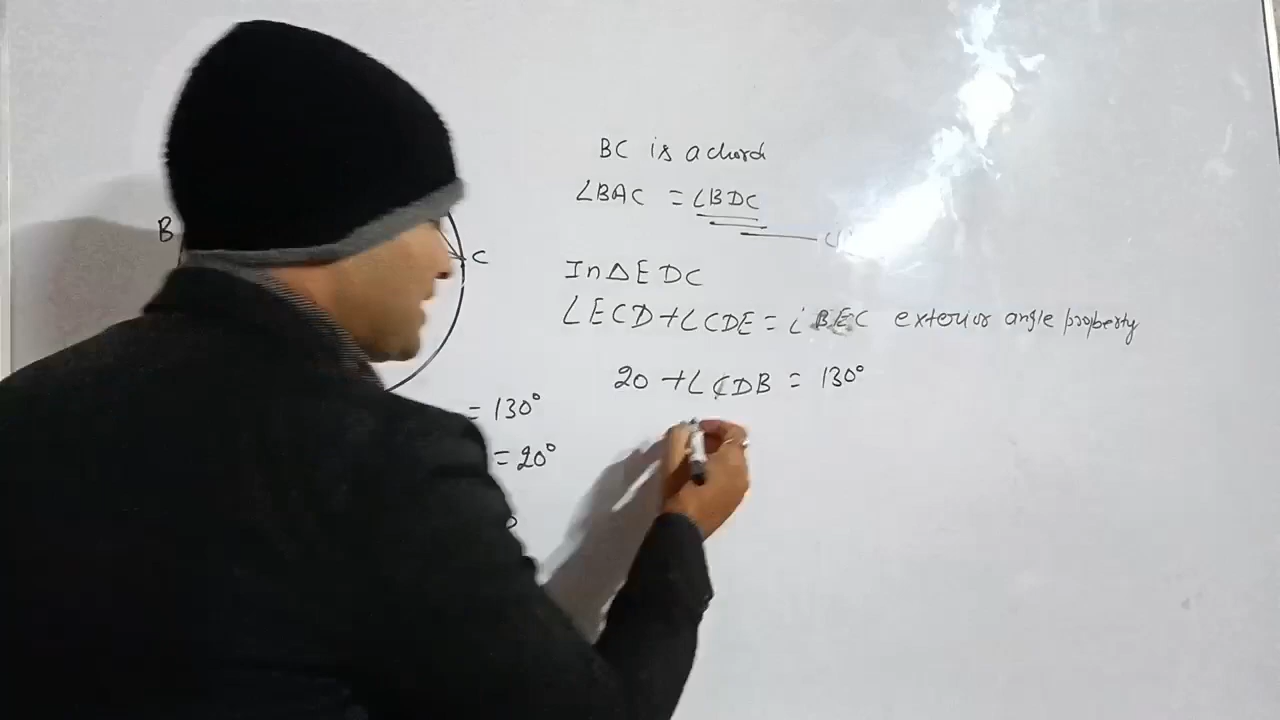 BC is a chord
∠BAC = ∠BDC
B
C
In △EDC
∠ECD + ∠CDE = ∠BEC exterior angle property
20 + ∠CDB = 130°
= 130°
= 20°